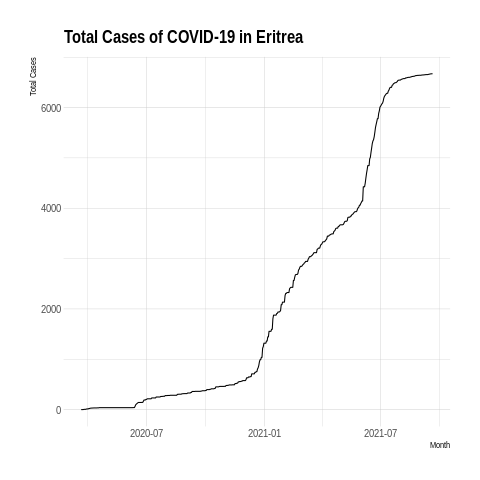 Total Cases of COVID-19 in Eritrea
Total Cases
6000
4000
2000
0
2020-07
2021-01
2021-07
Month